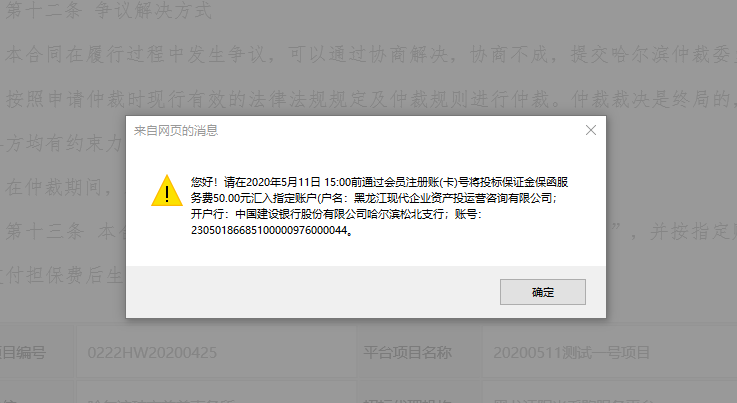 第十二条 争议解决方式
本合同在履行过程中发生争议，可以通过协商解决，协商不成，提交哈尔滨仲裁委
按照申请仲裁时现行有效的法律法规规定及仲裁规则进行仲裁。仲裁裁决是终局的，
方均有约束力
来自网页的消息
您好！请在2020年5月11日 15:00前通过会员注册账(卡)号将投标保证金保函服
务费50.00元汇入指定账户(户名：黑龙江现代企业资产投运营咨询有限公司；
开户行：中国建设银行股份有限公司哈尔滨松北支行；账号：
23050186685100000976000044。
确定
在仲裁期间，
第十三条 本 ”，并按指定
支付担保费后生
项目编号 0222HW20200425 平台项目名称 20200511测试一号项目